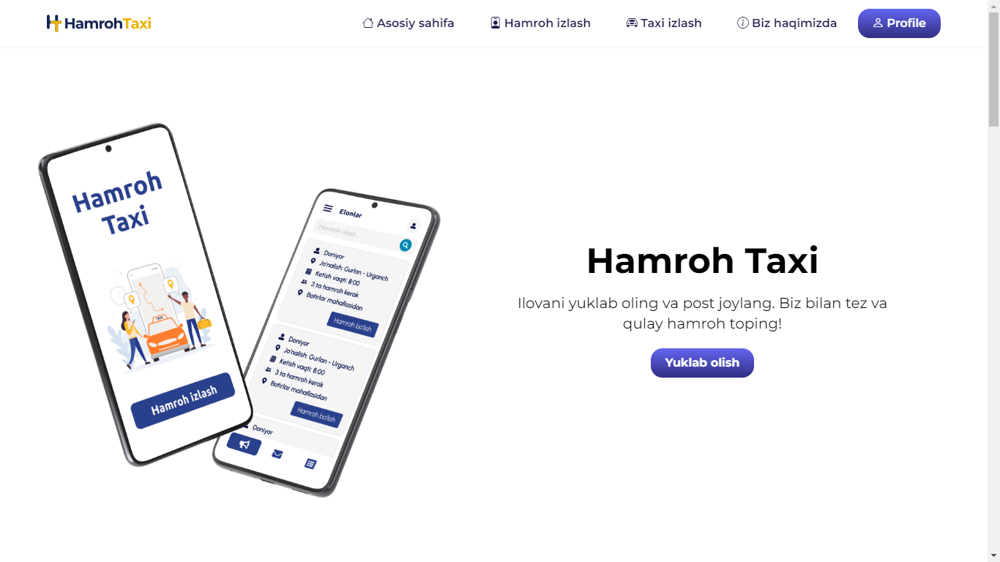 HamrohTaxi
Asosiy sahifa
Hamroh izlash
Taxi izlash
Biz haqimizda
Profile
Hamroh
Taxi
TAXI
Hamroh izlash
Elonlar
Hamroh izlash..
Doniyor
Jo'nalish: Gurlan - Urganch
Ketish vaqti: 8:00
3 ta hamroh kerak
Botirlar mahallasidan
Hamroh bo'lish
Doniyor
Jo'nalish: Gurlan - Urganch
Ketish vaqti: 8:00
3 ta hamroh kerak
Botirlar mahallasidan
Hamroh bo'lish
Doniyor
Hamroh Taxi
Ilovani yuklab oling va post joylang. Biz bilan tez va
qulay hamroh toping!
Yuklab olish